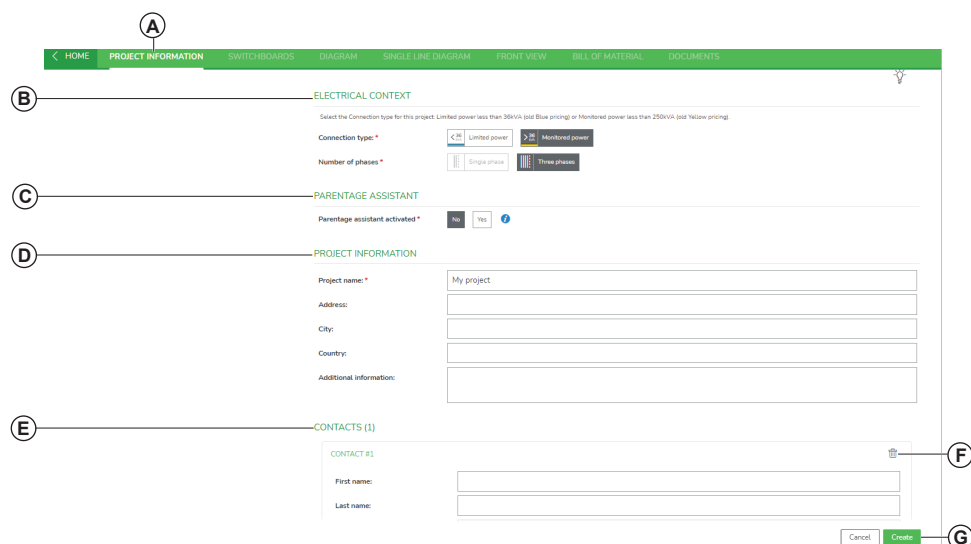 A
HOME PROJECT INFORMATION SWITCHBOARDS DIAGRAM SINGLE LINE DIAGRAM FRONT VIEW BILL OF MATERIAL DOCUMENTS
B
ELECTRICAL CONTEXT
Select the Connection type for this project. Limited power less than 36kVA (old Blue pricing) or Monitored power less than 250kVA (old Yellow pricing).
Connection type: * <36 Limited power >36 Monitored power
Number of phases * Single phase Three phases
C
PARENTAGE ASSISTANT
Parentage assistant activated * No Yes i
D
PROJECT INFORMATION
Project name: * My project
Address:
City:
Country:
Additional information:
E
CONTACTS (1)
CONTACT #1
F
First name:
Last name:
Cancel Create
G